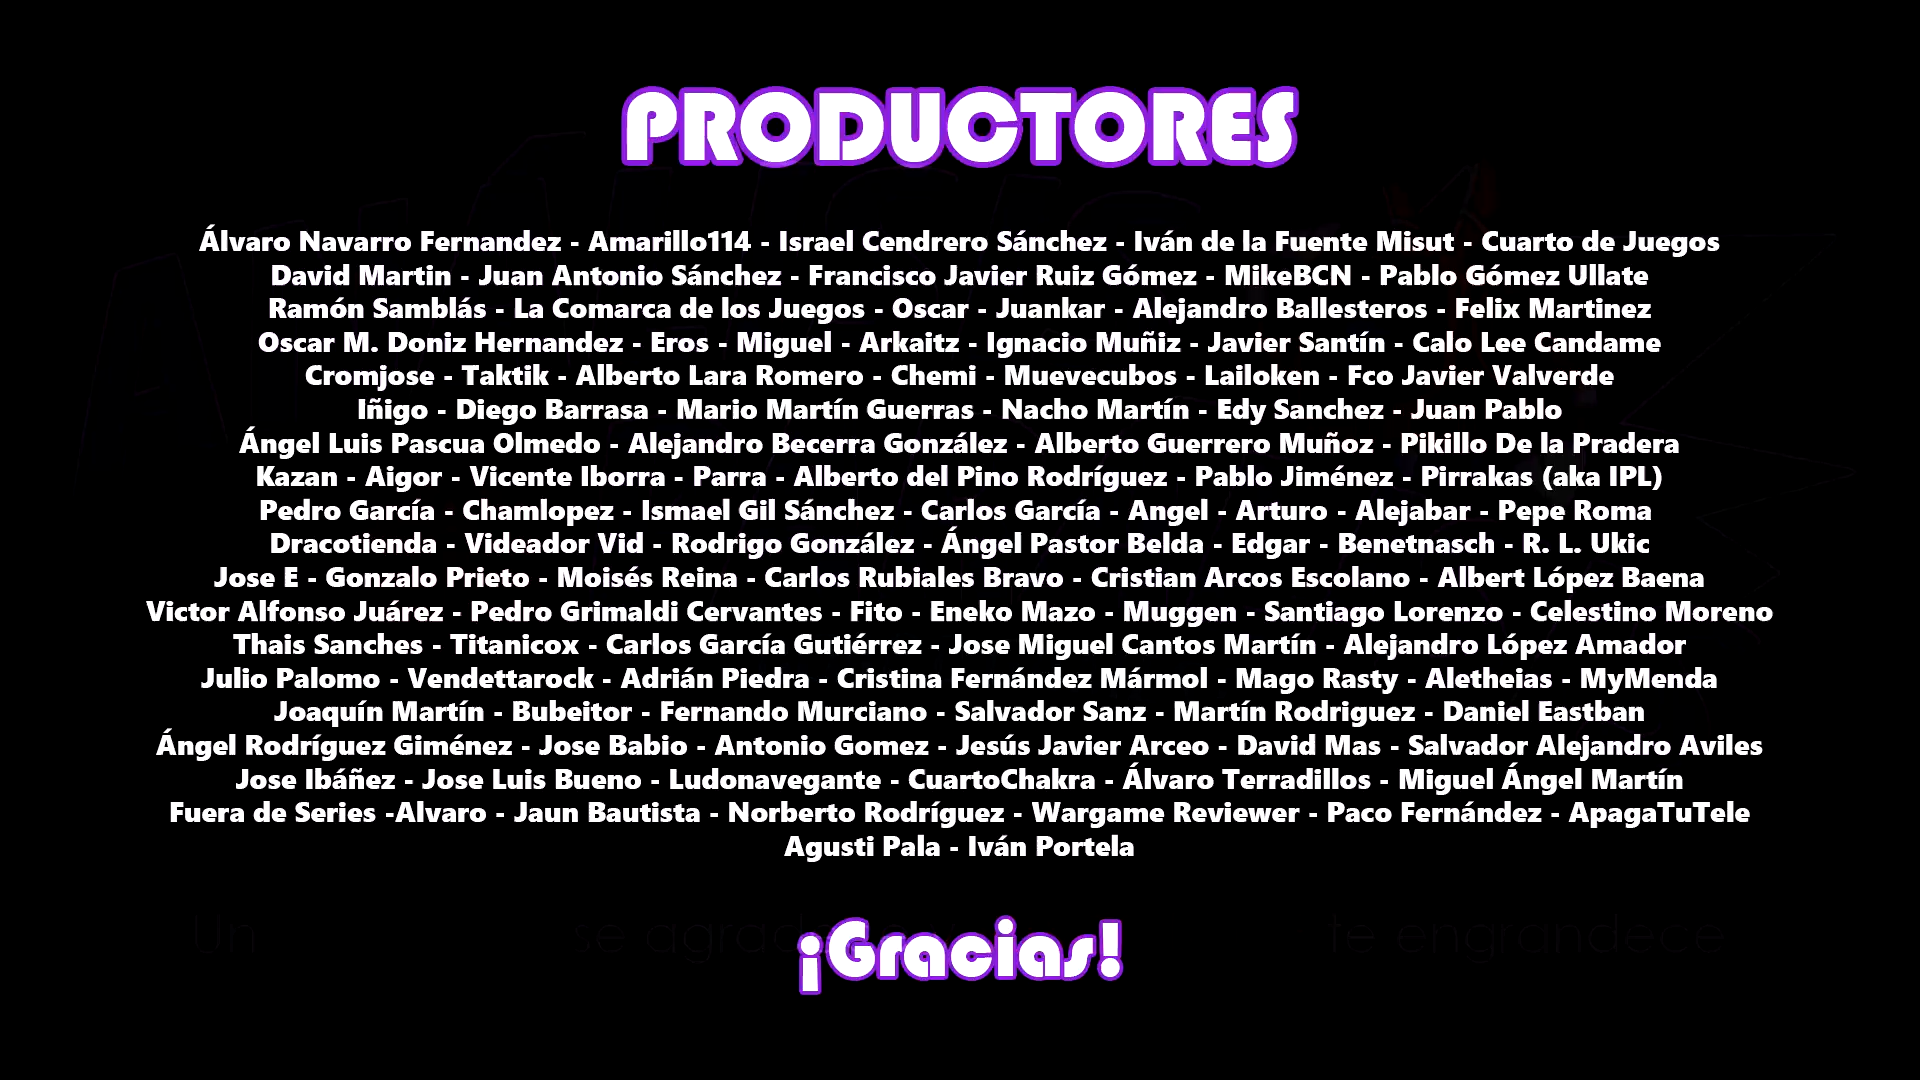 PRODUCTORES
Álvaro Navarro Fernandez - Amarillo114 - Israel Cendrero Sánchez - Iván de la Fuente Misut - Cuarto de Juegos
David Martin - Juan Antonio Sánchez - Francisco Javier Ruiz Gómez - MikeBCN - Pablo Gómez Ullate
Ramón Samblás - La Comarca de los Juegos - Oscar - Juankar - Alejandro Ballesteros - Felix Martinez
Oscar M. Doniz Hernandez - Eros - Miguel - Arkaitz - Ignacio Muñiz - Javier Santín - Calo Lee Candame
Cromjose - Taktik - Alberto Lara Romero - Chemi - Muevecubos - Lailoken - Fco Javier Valverde
Iñigo - Diego Barrasa - Mario Martín Guerras - Nacho Martín - Edy Sanchez - Juan Pablo
Ángel Luis Pascua Olmedo - Alejandro Becerra González - Alberto Guerrero Muñoz - Pikillo De la Pradera
Kazan - Aigor - Vicente Iborra - Parra - Alberto del Pino Rodríguez - Pablo Jiménez - Pirrakas (aka IPL)
Pedro García - Chamlopez - Ismael Gil Sánchez - Carlos García - Angel - Arturo - Alejabar - Pepe Roma
Dracotienda - Videador Vid - Rodrigo González - Ángel Pastor Belda - Edgar - Benetnasch - R. L. Ukic
Jose E - Gonzalo Prieto - Moisés Reina - Carlos Rubiales Bravo - Cristian Arcos Escolano - Albert López Baena
Victor Alfonso Juárez - Pedro Grimaldi Cervantes - Fito - Eneko Mazo - Muggen - Santiago Lorenzo - Celestino Moreno
Thais Sanches - Titanicox - Carlos García Gutiérrez - Jose Miguel Cantos Martín - Alejandro López Amador
Julio Palomo - Vendettarock - Adrián Piedra - Cristina Fernández Mármol - Mago Rasty - Aletheias - MyMenda
Joaquín Martín - Bubeitor - Fernando Murciano - Salvador Sanz - Martín Rodriguez - Daniel Eastban
Ángel Rodríguez Giménez - Jose Babio - Antonio Gomez - Jesús Javier Arceo - David Mas - Salvador Alejandro Aviles
Jose Ibáñez - Jose Luis Bueno - Ludonavegante - CuartoChakra - Álvaro Terradillos - Miguel Ángel Martín
Fuera de Series -Alvaro - Jaun Bautista - Norberto Rodríguez - Wargame Reviewer - Paco Fernández - ApagaTuTele
Agusti Pala - Iván Portela
¡Gracias!